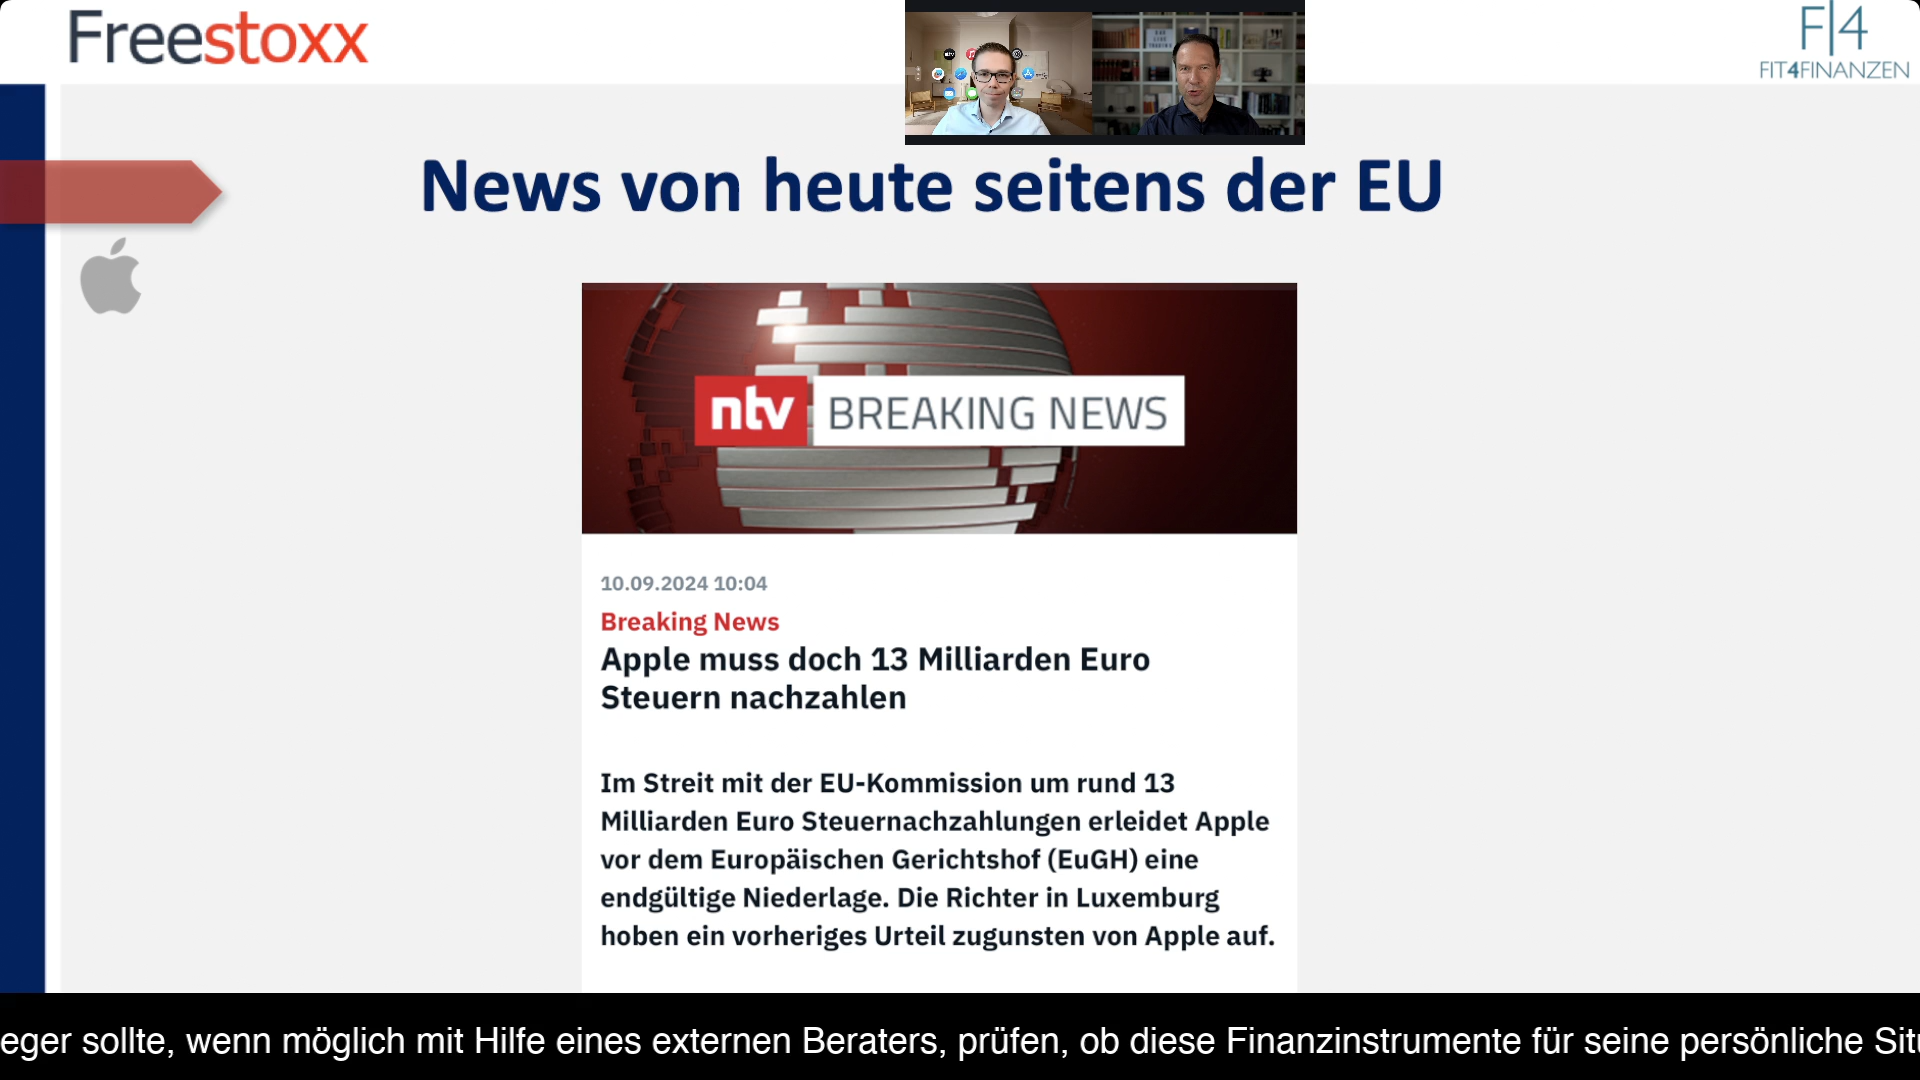 Freestoxx
F|4
FIT4FINANZEN
News von heute seitens der EU
ntv BREAKING NEWS
10.09.2024 10:04
Breaking News
Apple muss doch 13 Milliarden Euro
Steuern nachzahlen
Im Streit mit der EU-Kommission um rund 13
Milliarden Euro Steuernachzahlungen erleidet Apple
vor dem Europäischen Gerichtshof (EuGH) eine
endgültige Niederlage. Die Richter in Luxemburg
hoben ein vorheriges Urteil zugunsten von Apple auf.
eger sollte, wenn möglich mit Hilfe eines externen Beraters, prüfen, ob diese Finanzinstrumente für seine persönliche Situ